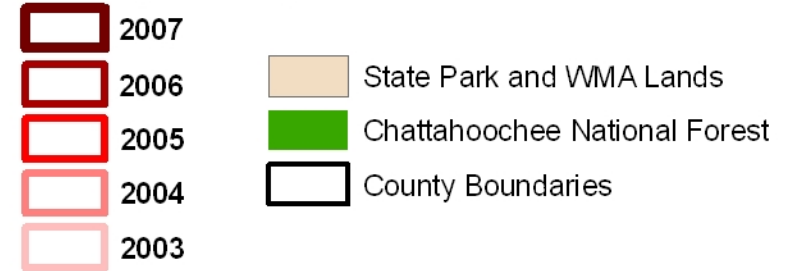 2007
2006
2005
2004
2003
State Park and WMA Lands
Chattahoochee National Forest
County Boundaries